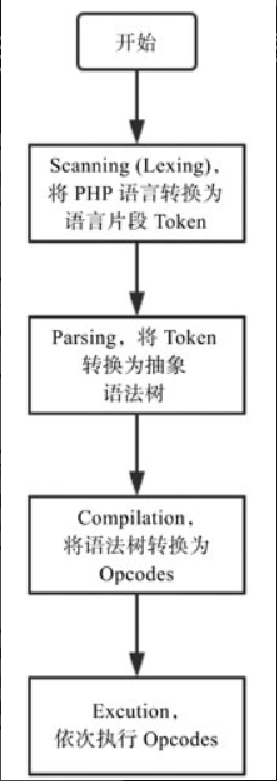 开始
Scanning (Lexing)，
将 PHP 语言转换为
语言片段 Token
Parsing，将 Token
转换为抽象
语法树
Compilation，
将语法树转换为
Opcodes
Excution，
依次执行 Opcodes